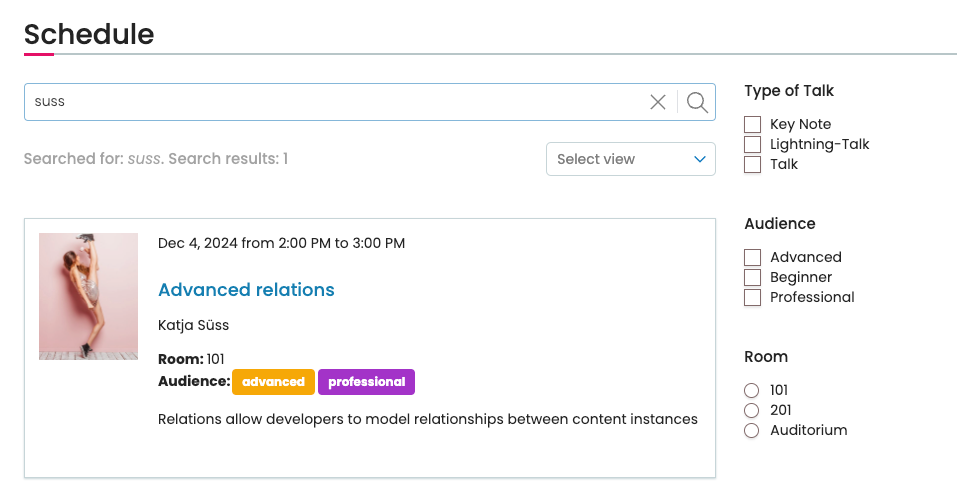 Schedule
suss
Searched for: suss. Search results: 1
Select view
Dec 4, 2024 from 2:00 PM to 3:00 PM
Advanced relations
Katja Süss
Room: 101
Audience: advanced professional
Relations allow developers to model relationships between content instances
Type of Talk
Key Note
Lightning-Talk
Talk
Audience
Advanced
Beginner
Professional
Room
101
201
Auditorium